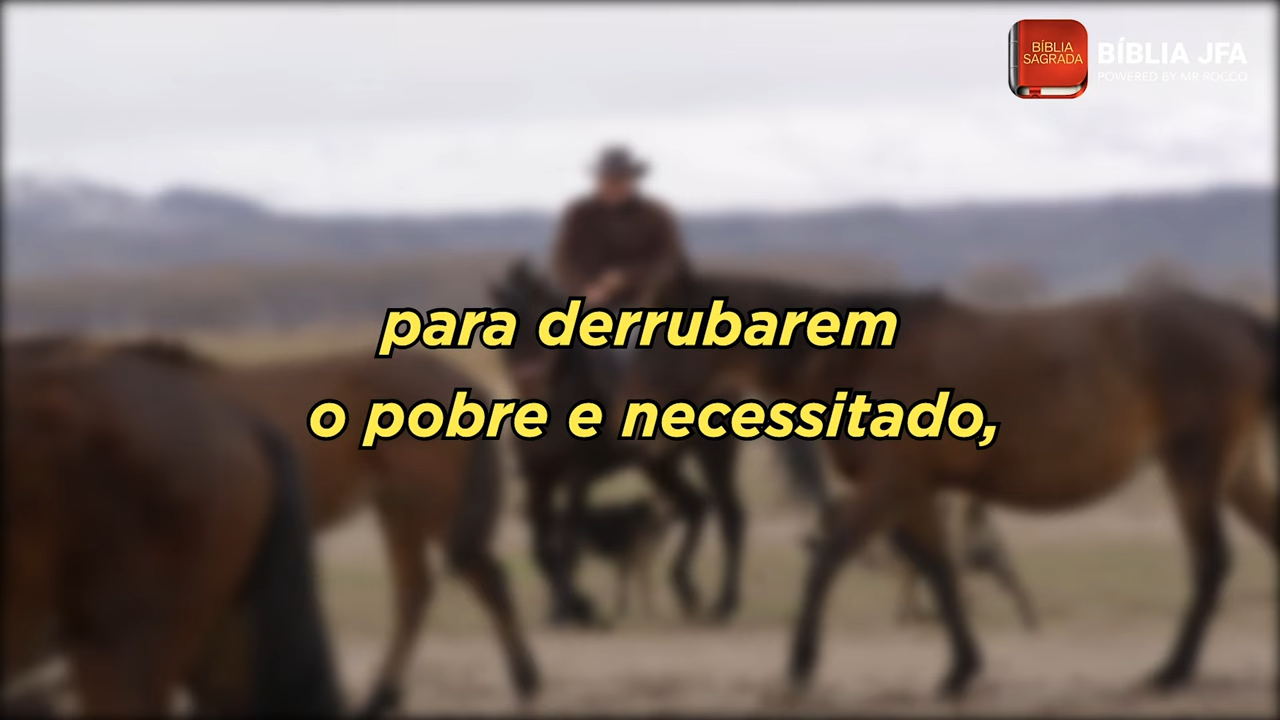 BÍBLIA
SAGRADA
BÍBLIA JFA
POWERED BY MR ROCCO
para derrubarem
o pobre e necessitado,